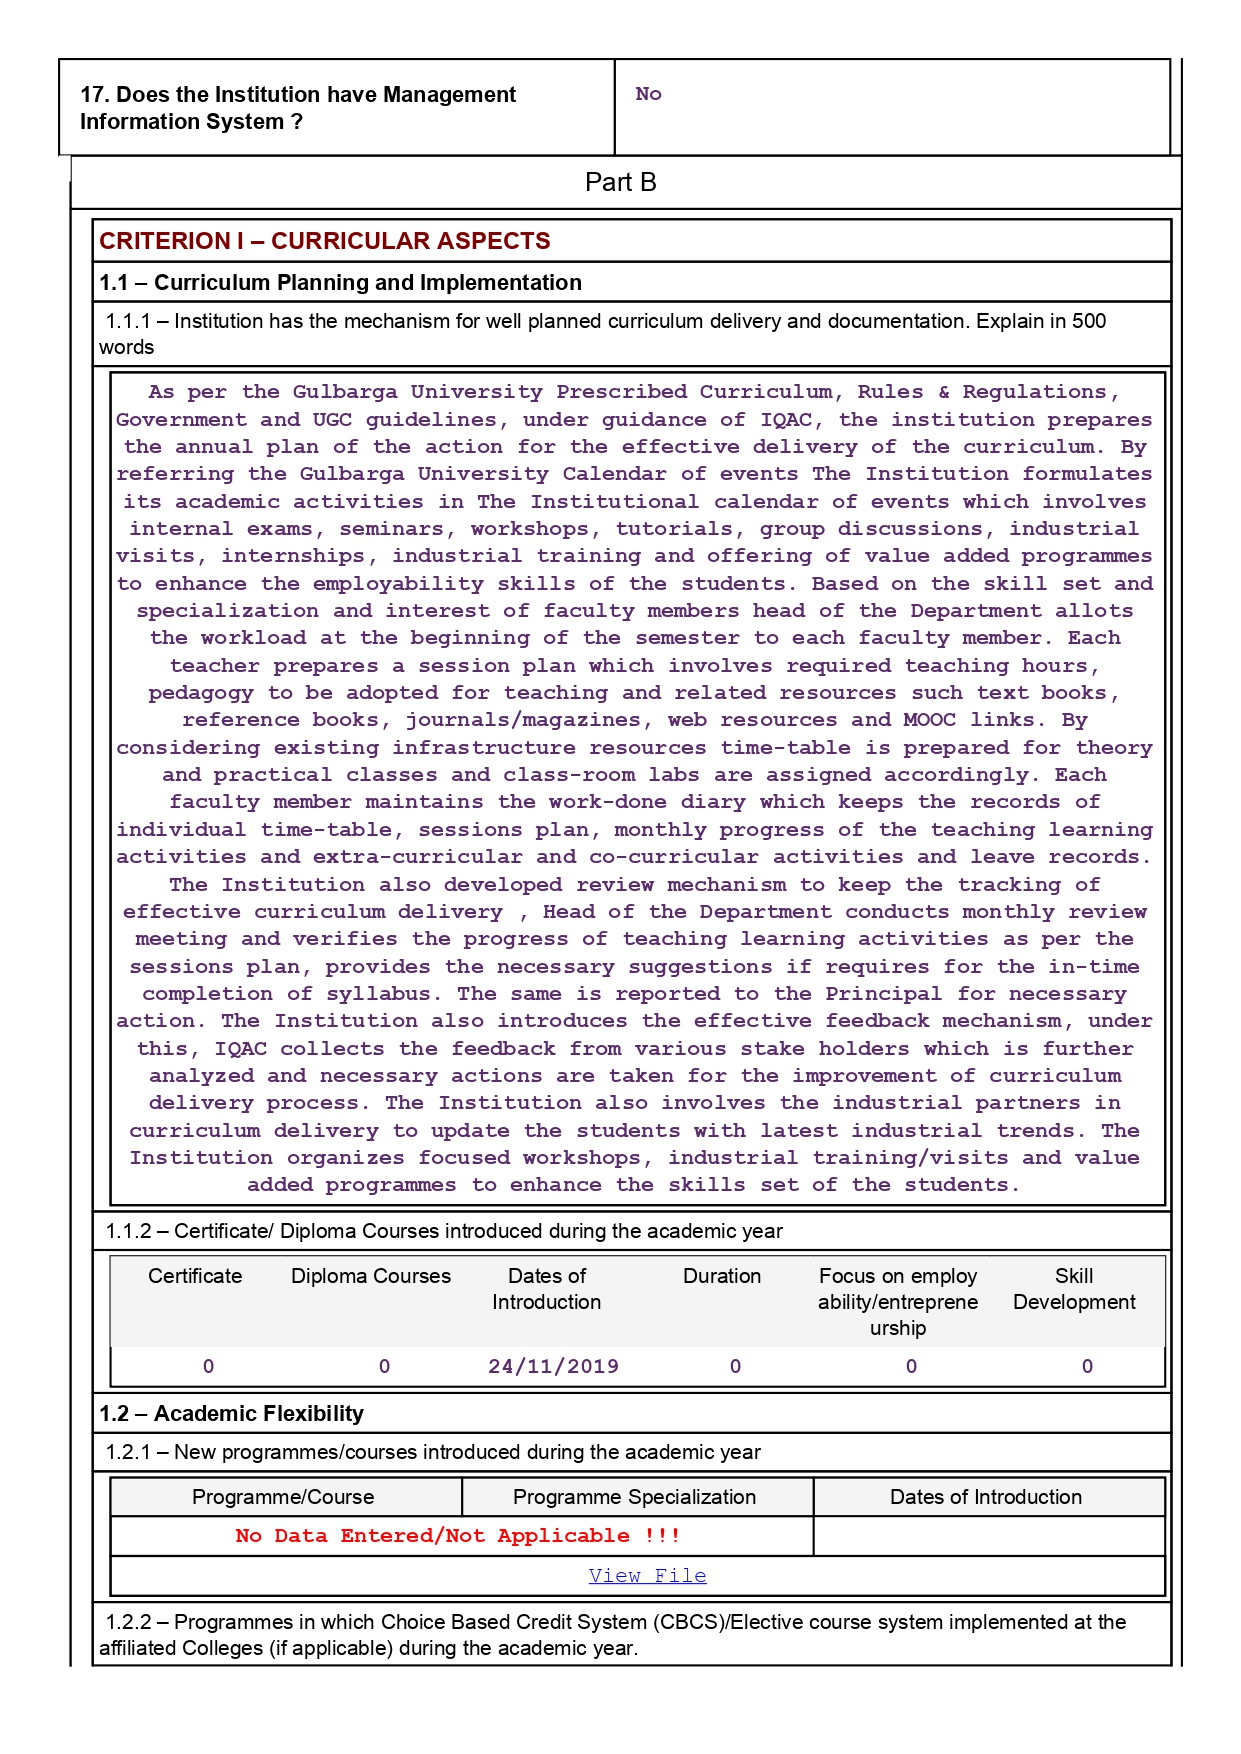 17. Does the Institution have Management
Information System ?
No
Part B
CRITERION I – CURRICULAR ASPECTS
1.1 – Curriculum Planning and Implementation
1.1.1 – Institution has the mechanism for well planned curriculum delivery and documentation. Explain in 500
words
As per the Gulbarga University Prescribed Curriculum, Rules & Regulations,
Government and UGC guidelines, under guidance of IQAC, the institution prepares
the annual plan of the action for the effective delivery of the curriculum. By
referring the Gulbarga University Calendar of events The Institution formulates
its academic activities in The Institutional calendar of events which involves
internal exams, seminars, workshops, tutorials, group discussions, industrial
visits, internships, industrial training and offering of value added programmes
to enhance the employability skills of the students. Based on the skill set and
specialization and interest of faculty members head of the Department allots
the workload at the beginning of the semester to each faculty member. Each
teacher prepares a session plan which involves required teaching hours,
pedagogy to be adopted for teaching and related resources such text books,
reference books, journals/magazines, web resources and MOOC links. By
considering existing infrastructure resources time-table is prepared for theory
and practical classes and class-room labs are assigned accordingly. Each
faculty member maintains the work-done diary which keeps the records of
individual time-table, sessions plan, monthly progress of the teaching learning
activities and extra-curricular and co-curricular activities and leave records.
The Institution also developed review mechanism to keep the tracking of
effective curriculum delivery , Head of the Department conducts monthly review
meeting and verifies the progress of teaching learning activities as per the
sessions plan, provides the necessary suggestions if requires for the in-time
completion of syllabus. The same is reported to the Principal for necessary
action. The Institution also introduces the effective feedback mechanism, under
this, IQAC collects the feedback from various stake holders which is further
analyzed and necessary actions are taken for the improvement of curriculum
delivery process. The Institution also involves the industrial partners in
curriculum delivery to update the students with latest industrial trends. The
Institution organizes focused workshops, industrial training/visits and value
added programmes to enhance the skills set of the students.
1.1.2 – Certificate/ Diploma Courses introduced during the academic year
Certificate Diploma Courses Dates of Duration Focus on employ Skill
Introduction ability/entreprene Development
urship
0 0 24/11/2019 0 0 0
1.2 – Academic Flexibility
1.2.1 – New programmes/courses introduced during the academic year
Programme/Course Programme Specialization Dates of Introduction
No Data Entered/Not Applicable !!!
View File
1.2.2 – Programmes in which Choice Based Credit System (CBCS)/Elective course system implemented at the
affiliated Colleges (if applicable) during the academic year.